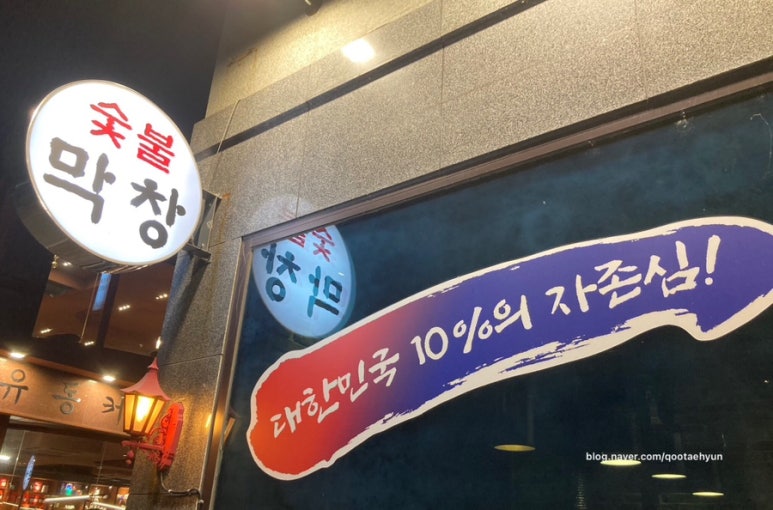 숯불
막창
대한민국 10%의 자존심!
blog.naver.com/qootaehyun